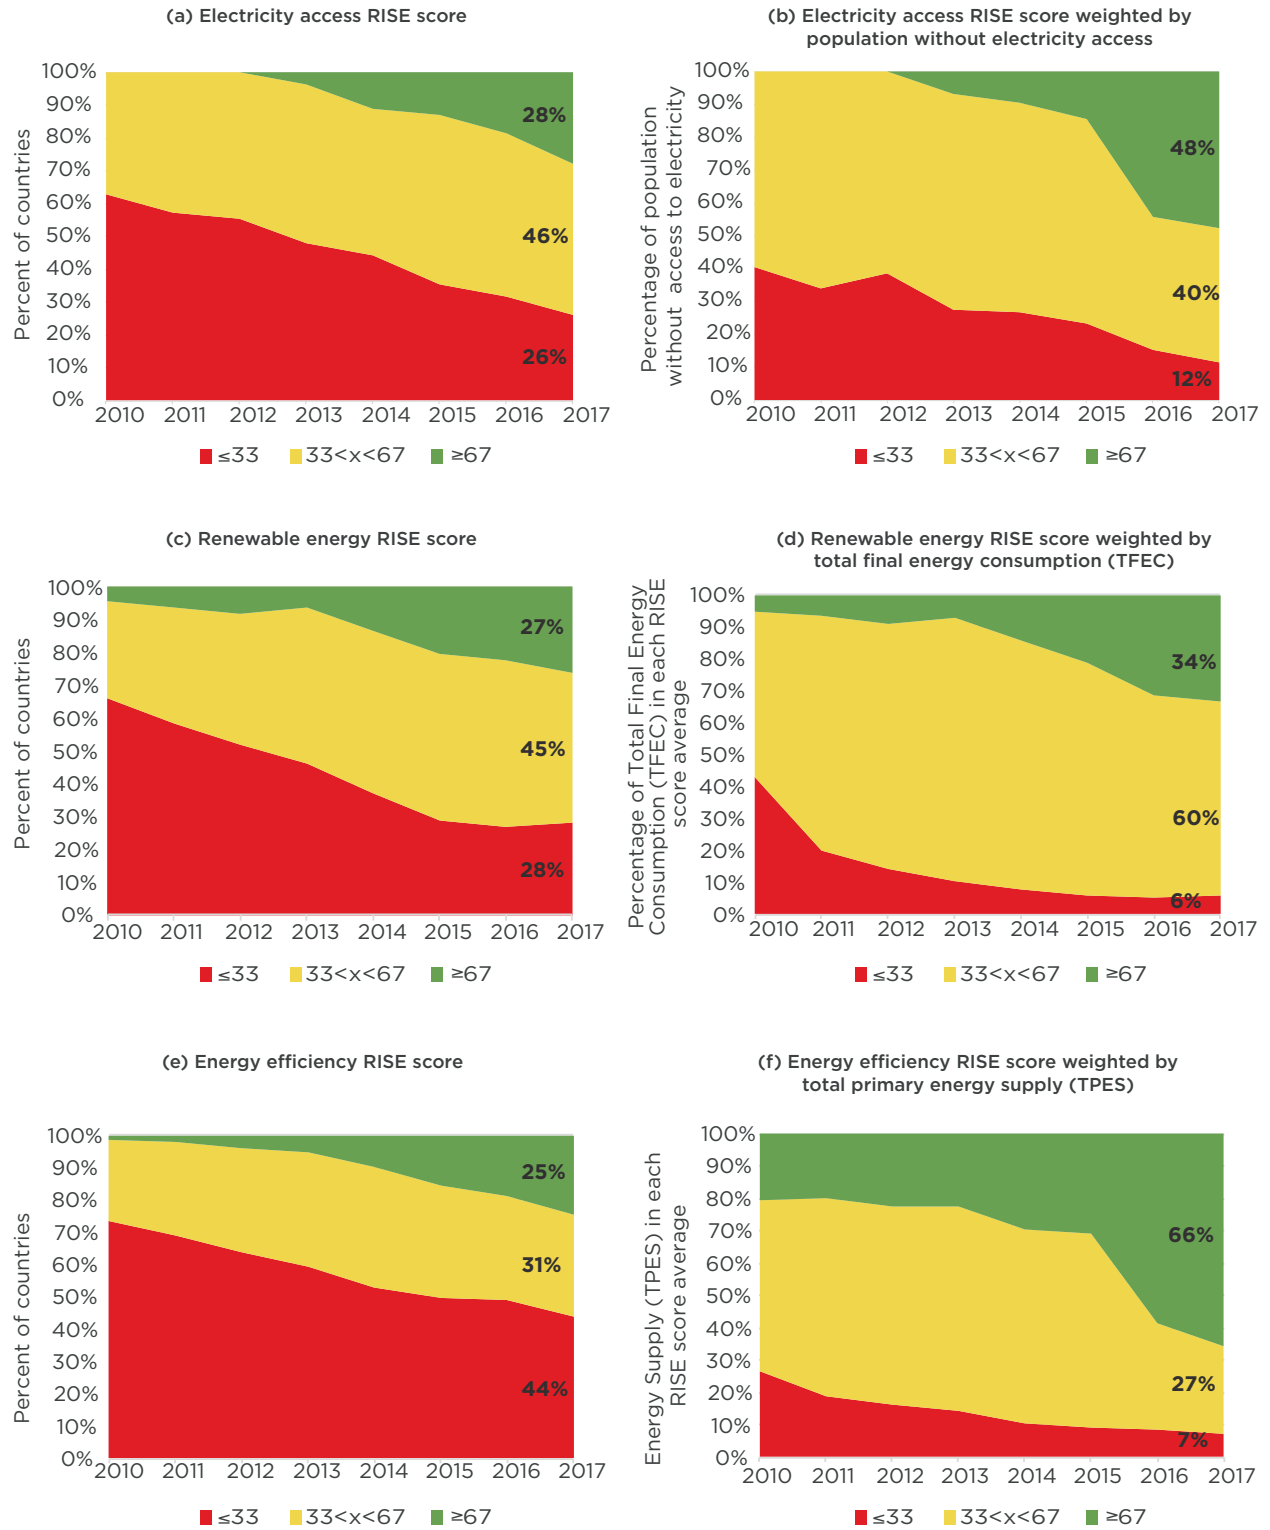 (a) Electricity access RISE score
Percent of countries
100%
90%
80%
70%
60%
50%
40%
30%
20%
10%
0%
28%
46%
26%
2010 2011 2012 2013 2014 2015 2016 2017
≤33 33<x<67 ≥67
(b) Electricity access RISE score weighted by
population without electricity access
Percentage of population
without access to electricity
100%
90%
80%
70%
60%
50%
40%
30%
20%
10%
0%
48%
40%
12%
2010 2011 2012 2013 2014 2015 2016 2017
≤33 33<x<67 ≥67
(c) Renewable energy RISE score
Percent of countries
100%
90%
80%
70%
60%
50%
40%
30%
20%
10%
0%
27%
45%
28%
2010 2011 2012 2013 2014 2015 2016 2017
≤33 33<x<67 ≥67
(d) Renewable energy RISE score weighted by
total final energy consumption (TFEC)
Percentage of Total Final Energy
Consumption (TFEC) in each RISE
score average
100%
90%
80%
70%
60%
50%
40%
30%
20%
10%
0%
34%
60%
6%
2010 2011 2012 2013 2014 2015 2016 2017
≤33 33<x<67 ≥67
(e) Energy efficiency RISE score
Percent of countries
100%
90%
80%
70%
60%
50%
40%
30%
20%
10%
0%
25%
31%
44%
2010 2011 2012 2013 2014 2015 2016 2017
≤33 33<x<67 ≥67
(f) Energy efficiency RISE score weighted by
total primary energy supply (TPES)
Energy Supply (TPES) in each
RISE score average
100%
90%
80%
70%
60%
50%
40%
30%
20%
10%
0%
66%
27%
7%
2010 2011 2012 2013 2014 2015 2016 2017
≤33 33<x<67 ≥67